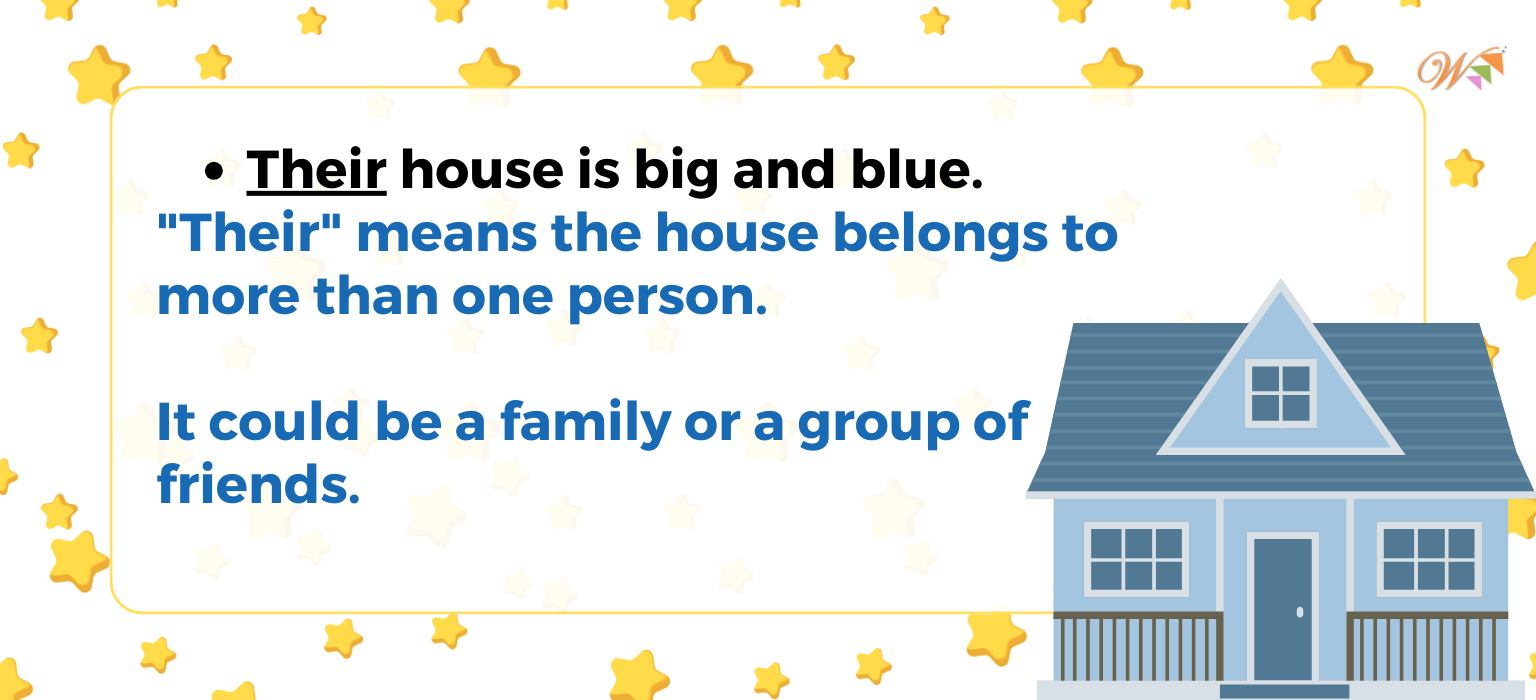 • Their house is big and blue.
"Their" means the house belongs to
more than one person.
It could be a family or a group of
friends.
W